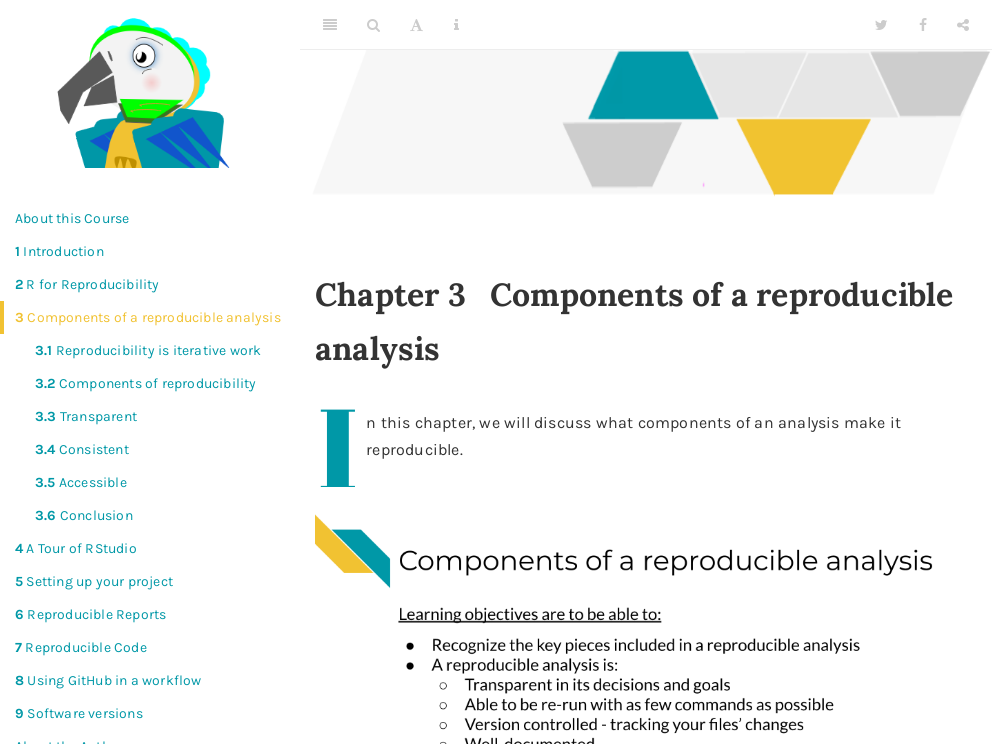 About this Course
1 Introduction
2 R for Reproducibility
3 Components of a reproducible analysis
3.1 Reproducibility is iterative work
3.2 Components of reproducibility
3.3 Transparent
3.4 Consistent
3.5 Accessible
3.6 Conclusion
4 A Tour of RStudio
5 Setting up your project
6 Reproducible Reports
7 Reproducible Code
8 Using GitHub in a workflow
9 Software versions
Chapter 3 Components of a reproducible
analysis
In this chapter, we will discuss what components of an analysis make it
reproducible.
Components of a reproducible analysis
Learning objectives are to be able to:
● Recognize the key pieces included in a reproducible analysis
● A reproducible analysis is:
○ Transparent in its decisions and goals
○ Able to be re-run with as few commands as possible
○ Version controlled - tracking your files’ changes
○ Well-documented